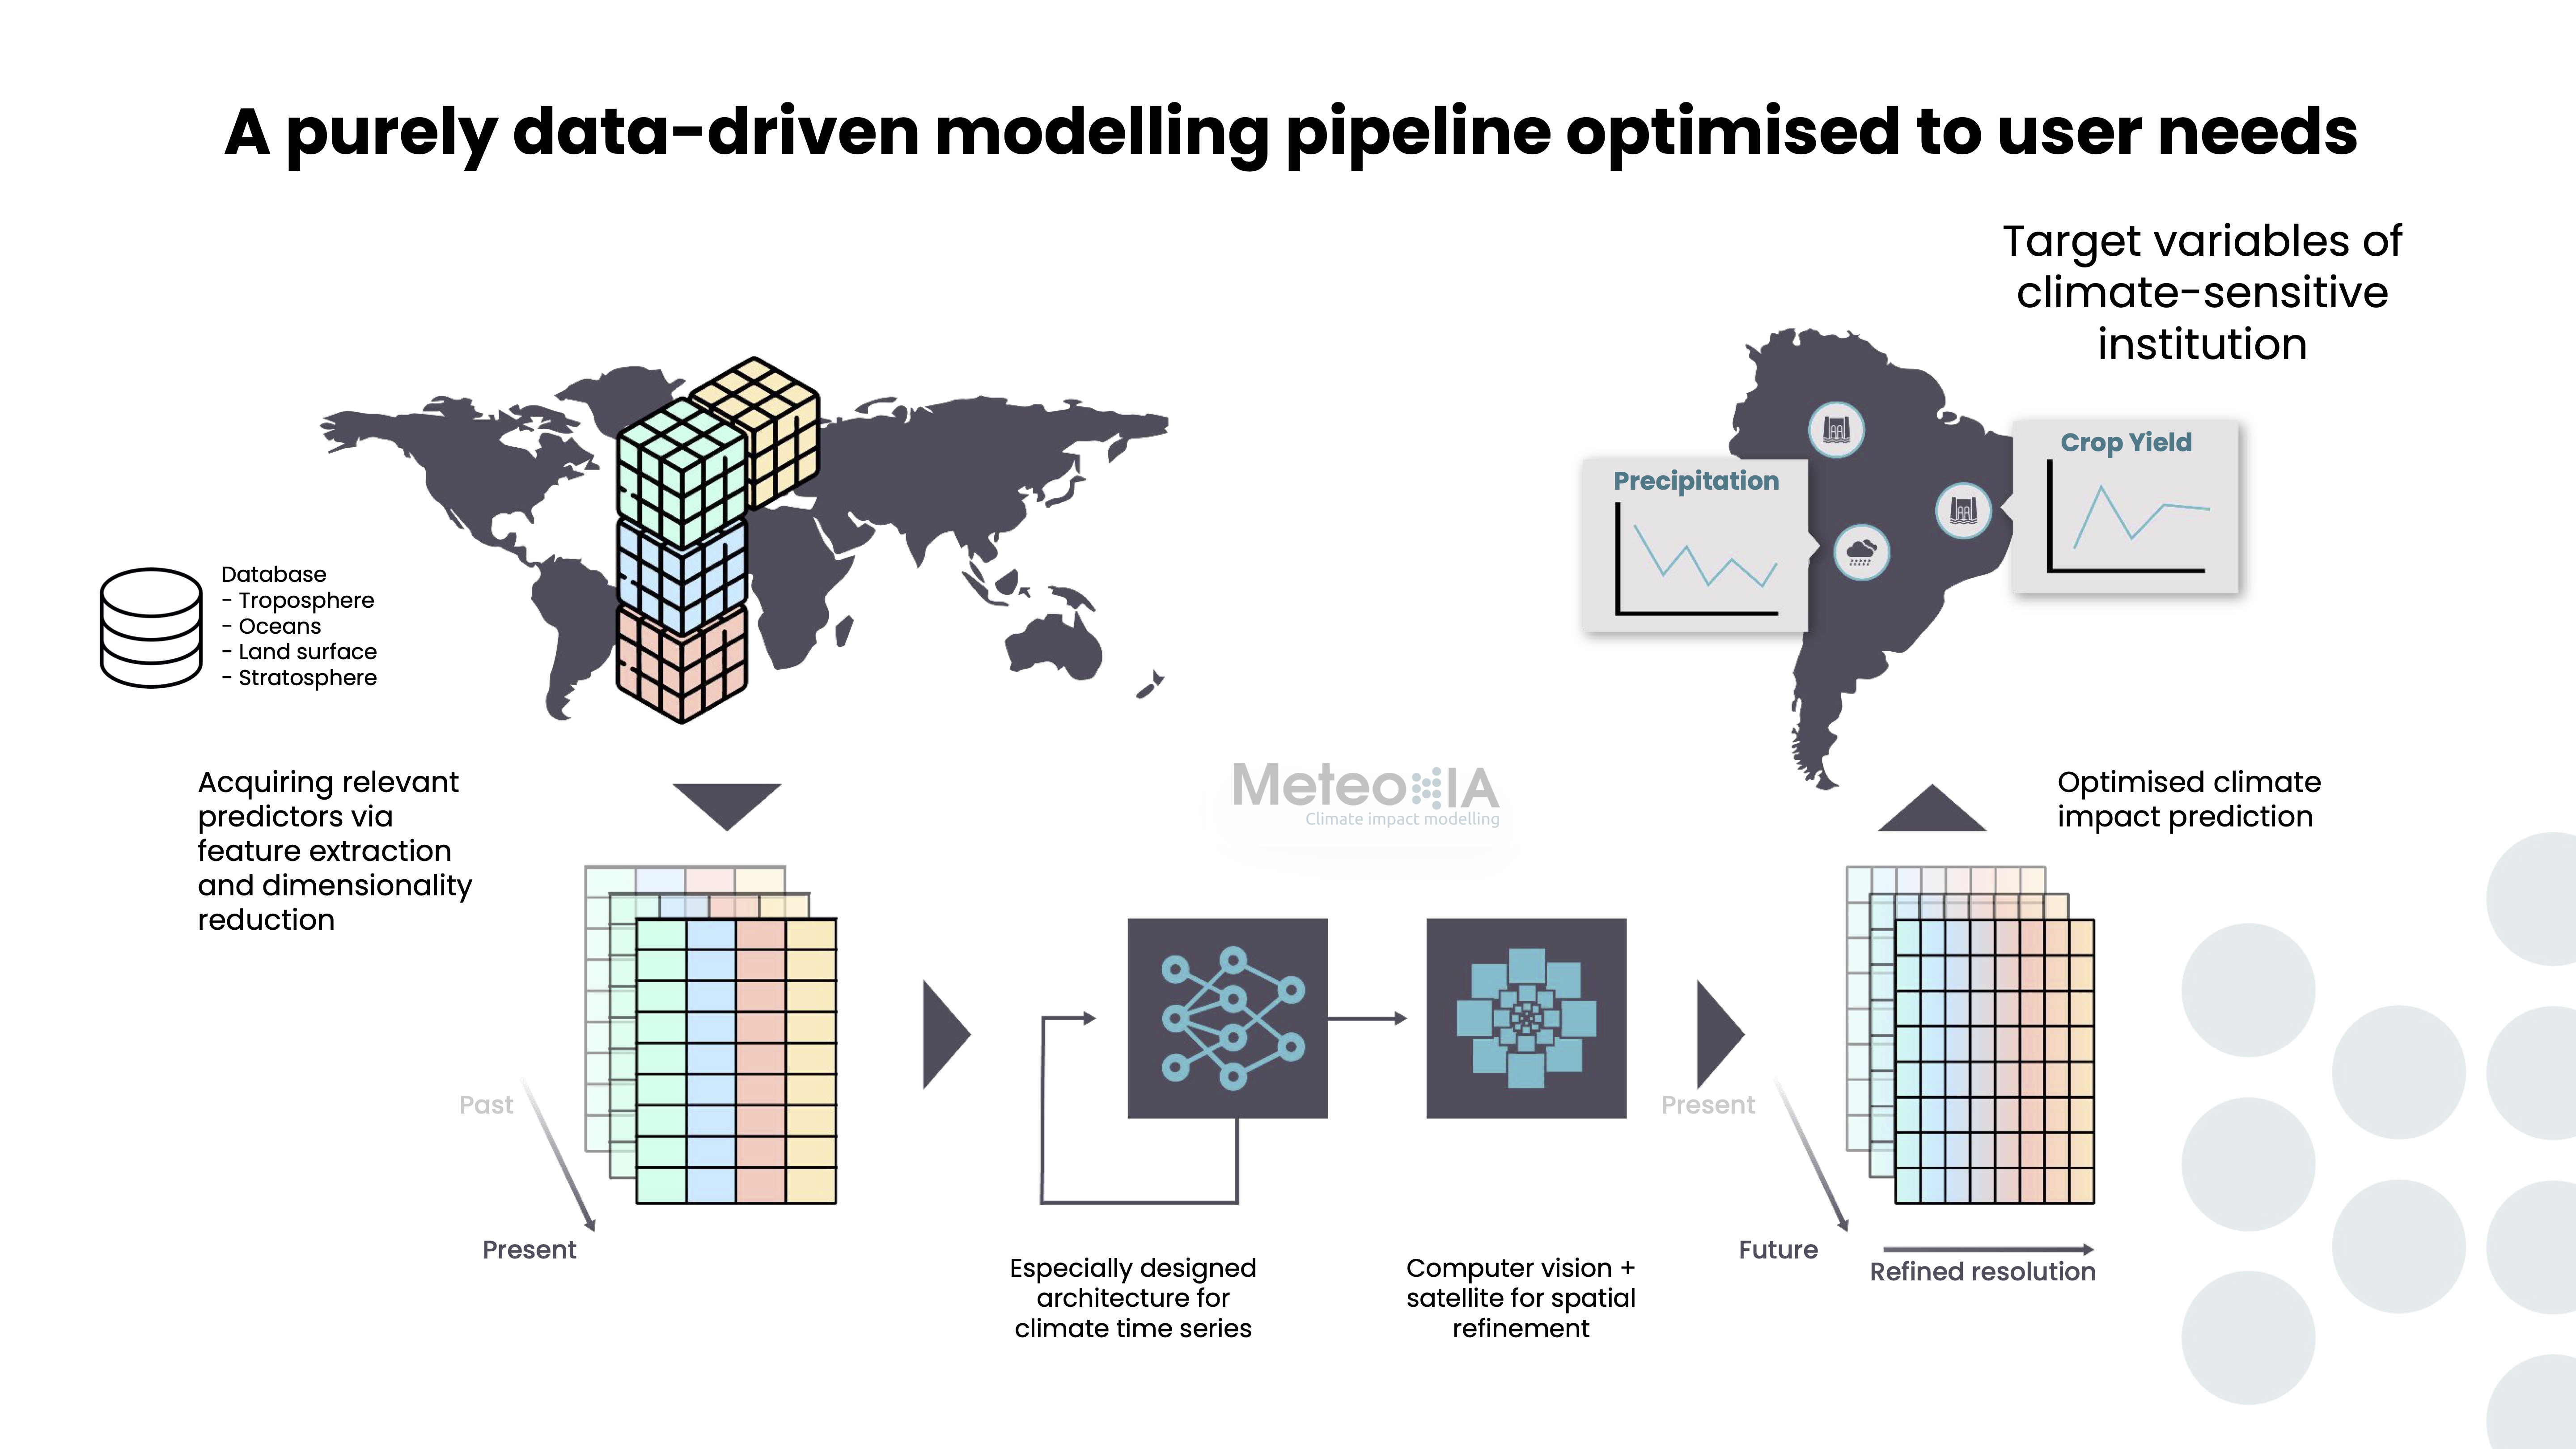 A purely data-driven modelling pipeline optimised to user needs
Target variables of
climate-sensitive
institution
Precipitation
Crop Yield
Database
- Troposphere
- Oceans
- Land surface
- Stratosphere
Acquiring relevant
predictors via
feature extraction
and dimensionality
reduction
MeteoIA
Climate impact modelling
Optimised climate
impact prediction
Past
Present
Especially designed
architecture for
climate time series
Computer vision +
satellite for spatial
refinement
Present
Future
Refined resolution